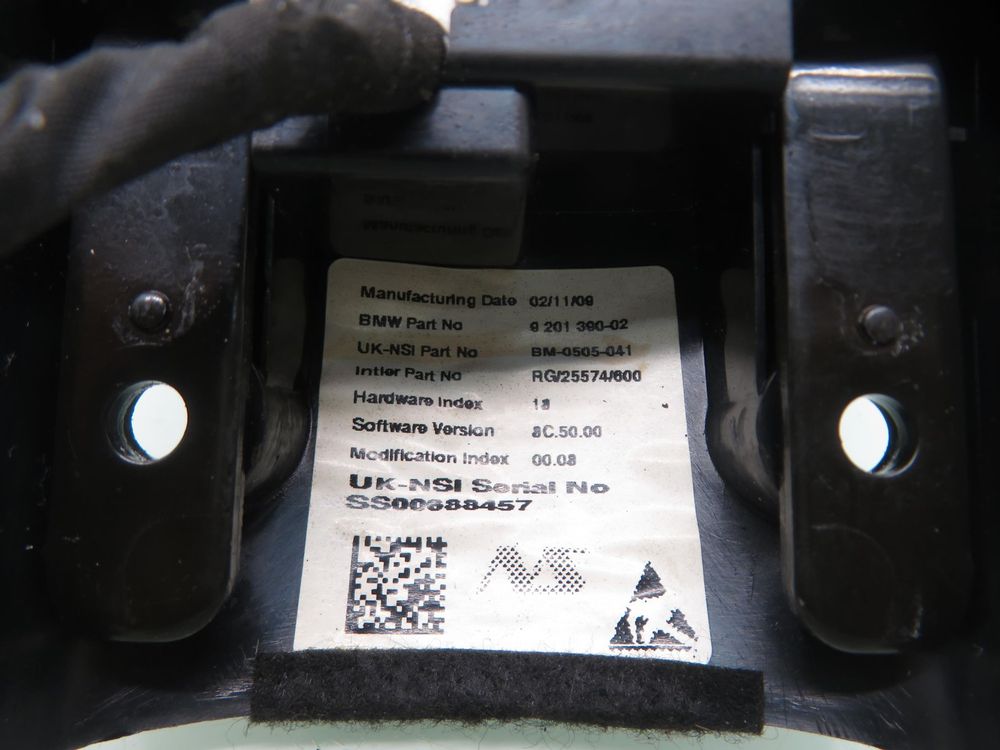 Manufacturing Date 02/11/09
BMW Part No 9 201 390-02
UK-NSI Part No BM-0505-041
Intier Part No RG/25574/600
Hardware Index
Software Version 8C.50.00
Modification Index 00.08
UK-NSI Serial No
SS00688457
NS